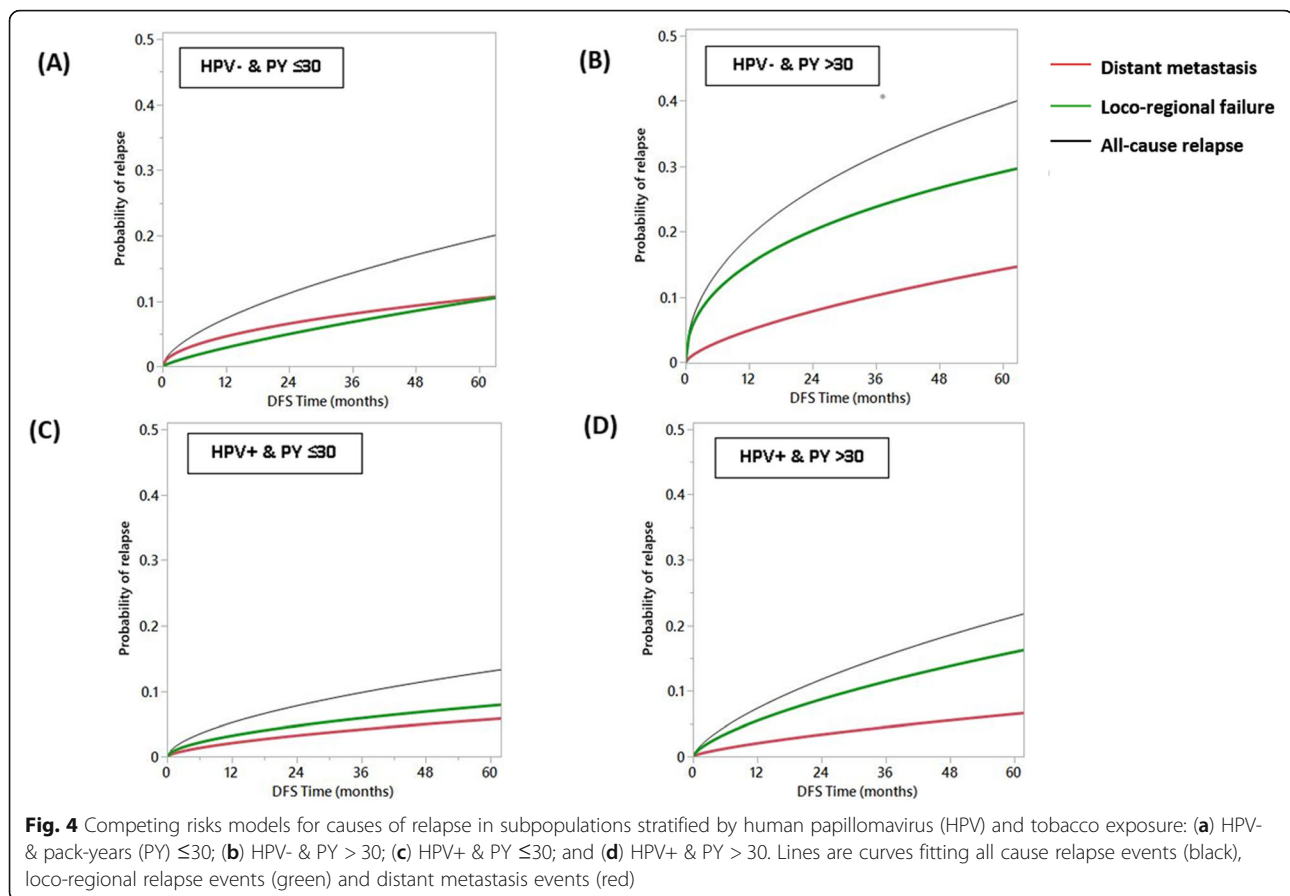 (A)
HPV- & PY ≤30
Probability of relapse
0.5
0.4
0.3
0.2
0.1
0
0 12 24 36 48 60
DFS Time (months)
(B)
HPV- & PY >30
Probability of relapse
0.5
0.4
0.3
0.2
0.1
0
0 12 24 36 48 60
DFS Time (months)
Distant metastasis
Loco-regional failure
All-cause relapse
(C)
HPV+ & PY ≤30
Probability of relapse
0.5
0.4
0.3
0.2
0.1
0
0 12 24 36 48 60
DFS Time (months)
(D)
HPV+ & PY >30
Probability of relapse
0.5
0.4
0.3
0.2
0.1
0
0 12 24 36 48 60
DFS Time (months)
Fig. 4 Competing risks models for causes of relapse in subpopulations stratified by human papillomavirus (HPV) and tobacco exposure: (a) HPV-
& pack-years (PY) ≤30; (b) HPV- & PY > 30; (c) HPV+ & PY ≤30; and (d) HPV+ & PY > 30. Lines are curves fitting all cause relapse events (black),
loco-regional relapse events (green) and distant metastasis events (red)